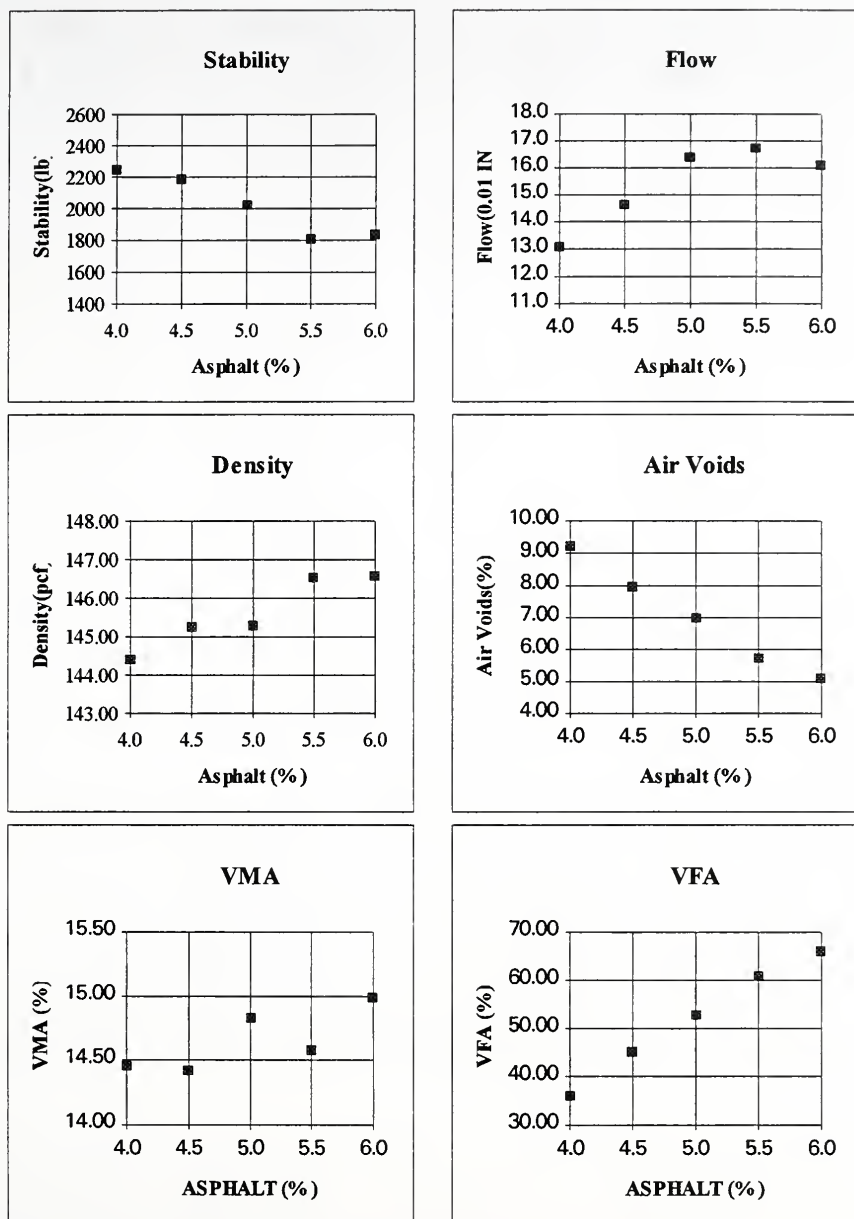 Stability
Stability(lb)
2600
2400
2200
2000
1800
1600
1400
4.0 4.5 5.0 5.5 6.0
Asphalt (%)
Flow
Flow(0.01 IN
18.0
17.0
16.0
15.0
14.0
13.0
12.0
11.0
4.0 4.5 5.0 5.5 6.0
Asphalt (%)
Density
Density(pcf)
148.00
147.00
146.00
145.00
144.00
143.00
4.0 4.5 5.0 5.5 6.0
Asphalt (%)
Air Voids
Air Voids(%)
10.00
9.00
8.00
7.00
6.00
5.00
4.00
4.0 4.5 5.0 5.5 6.0
Asphalt (%)
VMA
VMA (%)
15.50
15.00
14.50
14.00
4.0 4.5 5.0 5.5 6.0
ASPHALT (%)
VFA
VFA (%)
70.00
60.00
50.00
40.00
30.00
4.0 4.5 5.0 5.5 6.0
ASPHALT (%)